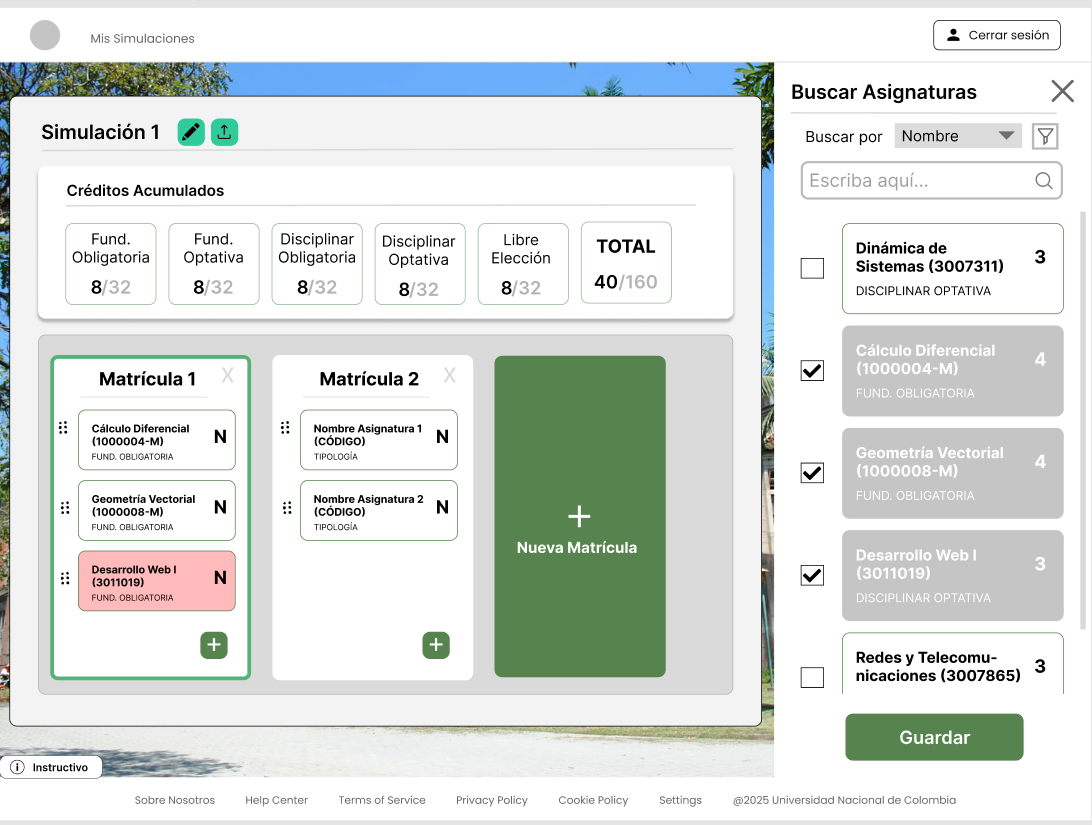 Mis Simulaciones
Cerrar sesión
Simulación 1
Créditos Acumulados
Fund.
Obligatoria
8/32
Fund.
Optativa
8/32
Disciplinar
Obligatoria
8/32
Disciplinar
Optativa
8/32
Libre
Elección
8/32
TOTAL
40/160
Matrícula 1
X
Cálculo Diferencial
(1000004-M)
FUND. OBLIGATORIA
N
Geometría Vectorial
(1000008-M)
FUND. OBLIGATORIA
N
Desarrollo Web I
(3011019)
FUND. OBLIGATORIA
N
+
Matrícula 2
X
Nombre Asignatura 1
(CÓDIGO)
TIPOLOGÍA
N
Nombre Asignatura 2
(CÓDIGO)
TIPOLOGÍA
N
+
+
Nueva Matrícula
Buscar Asignaturas
Buscar por
Nombre
Escriba aquí...
Dinámica de
Sistemas (3007311)
DISCIPLINAR OPTATIVA
3
Cálculo Diferencial
(1000004-M)
FUND. OBLIGATORIA
4
Geometría Vectorial
(1000008-M)
FUND. OBLIGATORIA
4
Desarrollo Web I
(3011019)
DISCIPLINAR OPTATIVA
3
Redes y Telecomu-
nicaciones (3007865)
3
Guardar
Instructivo
Sobre Nosotros
Help Center
Terms of Service
Privacy Policy
Cookie Policy
Settings
@2025 Universidad Nacional de Colombia